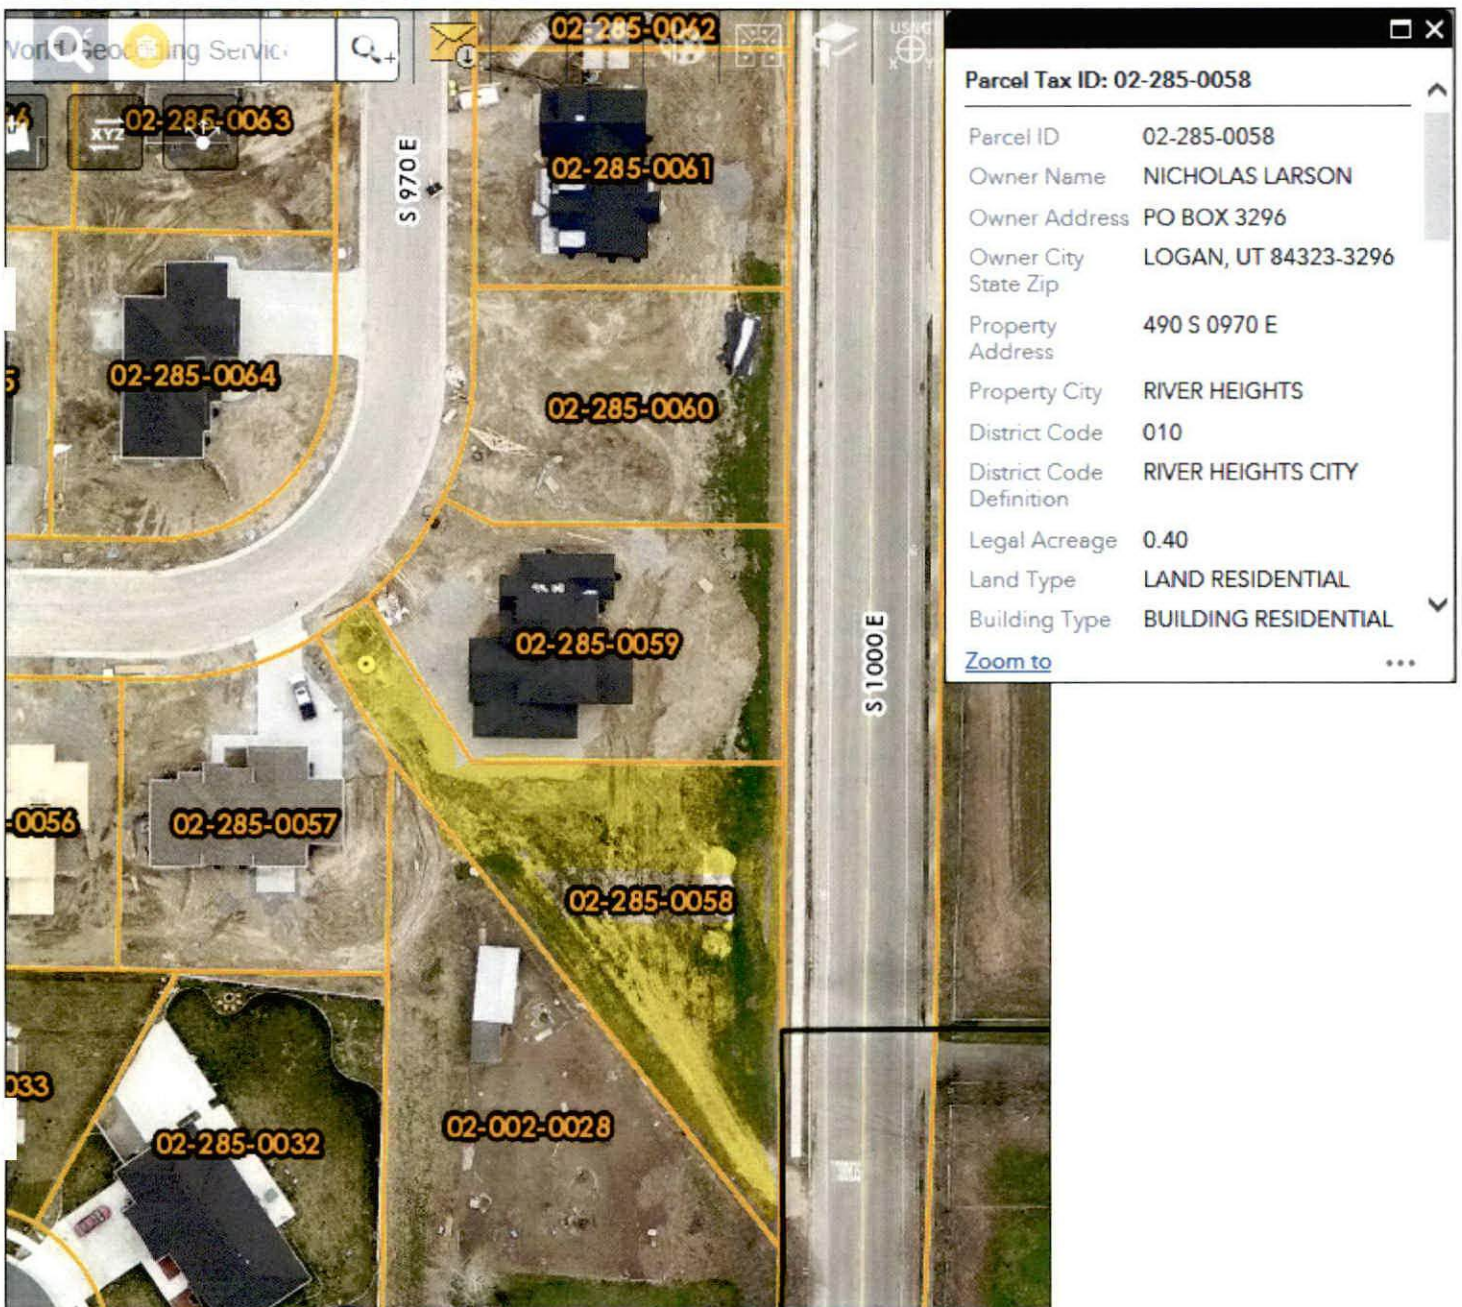 World Geocoding Servic
02-285-0062
USNG
X Y
XYZ
02-285-0063
S 970 E
02-285-0061
02-285-0064
02-285-0060
02-285-0059
S 1000 E
-0056
02-285-0057
02-285-0058
033
02-285-0032
02-002-0028
Parcel Tax ID: 02-285-0058
Parcel ID 02-285-0058
Owner Name NICHOLAS LARSON
Owner Address PO BOX 3296
Owner City LOGAN, UT 84323-3296
State Zip
Property 490 S 0970 E
Address
Property City RIVER HEIGHTS
District Code 010
District Code RIVER HEIGHTS CITY
Definition
Legal Acreage 0.40
Land Type LAND RESIDENTIAL
Building Type BUILDING RESIDENTIAL
Zoom to